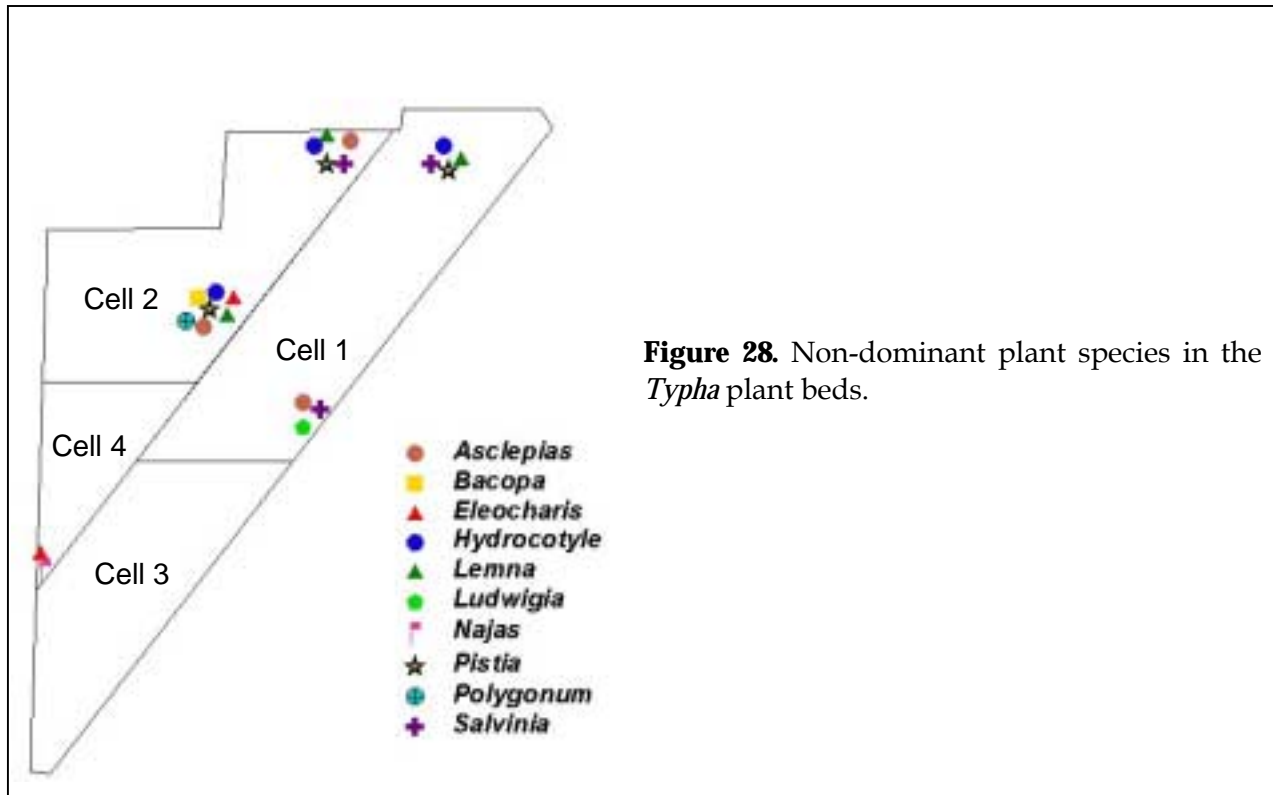 Cell 2
Cell 1
Cell 4
Cell 3
Asclepias
Bacopa
Eleocharis
Hydrocotyle
Lemna
Ludwigia
Najas
Pistia
Polygonum
Salvinia
Figure 28. Non-dominant plant species in the
Typha plant beds.